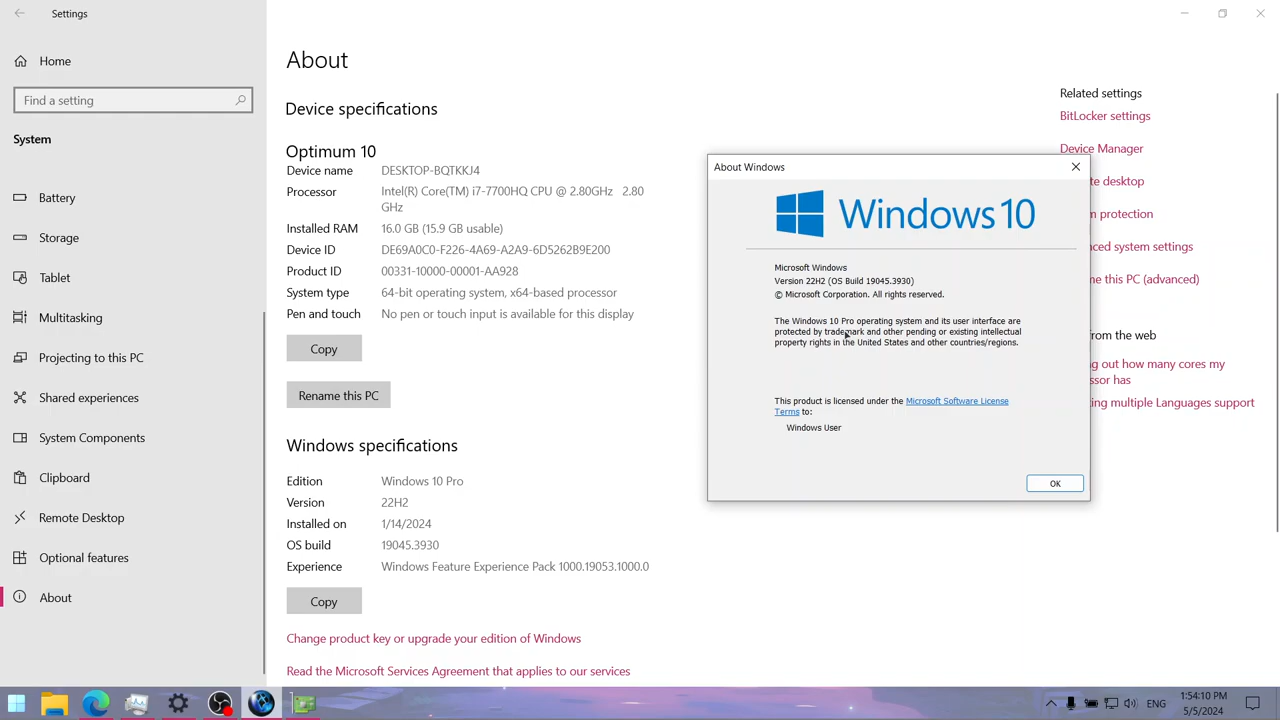 Settings
Home
Find a setting
System
Battery
Storage
Tablet
Multitasking
Projecting to this PC
Shared experiences
System Components
Clipboard
Remote Desktop
Optional features
About
About
Device specifications
Optimum 10
Device name DESKTOP-BQTKKJ4
Processor Intel(R) Core(TM) i7-7700HQ CPU @ 2.80GHz 2.80
GHz
Installed RAM 16.0 GB (15.9 GB usable)
Device ID DE69A0C0-F226-4A69-A2A9-6D5262B9E200
Product ID 00331-10000-00001-AA928
System type 64-bit operating system, x64-based processor
Pen and touch No pen or touch input is available for this display
Copy
Rename this PC
Windows specifications
Edition Windows 10 Pro
Version 22H2
Installed on 1/14/2024
OS build 19045.3930
Experience Windows Feature Experience Pack 1000.19053.1000.0
Copy
Change product key or upgrade your edition of Windows
Read the Microsoft Services Agreement that applies to our services
About Windows
Windows 10
Microsoft Windows
Version 22H2 (OS Build 19045.3930)
© Microsoft Corporation. All rights reserved.
The Windows 10 Pro operating system and its user interface are
protected by trademark and other pending or existing intellectual
property rights in the United States and other countries/regions.
This product is licensed under the Microsoft Software License
Terms to:
Windows User
OK
Related settings
BitLocker settings
Device Manager
te desktop
m protection
nced system settings
me this PC (advanced)
from the web
g out how many cores my
ssor has
ing multiple Languages support
ENG
1:54:10 PM
5/5/2024